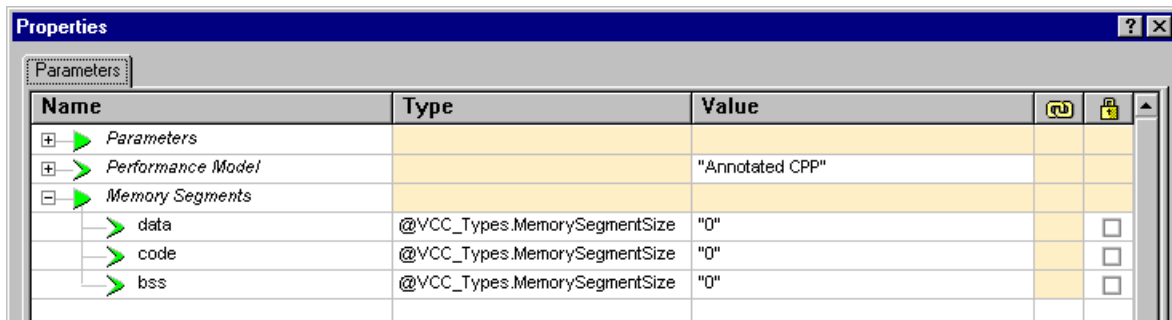 Properties
Parameters
Name Type Value
Parameters
Performance Model "Annotated CPP"
Memory Segments
data @VCC_Types.MemorySegmentSize "0"
code @VCC_Types.MemorySegmentSize "0"
bss @VCC_Types.MemorySegmentSize "0"